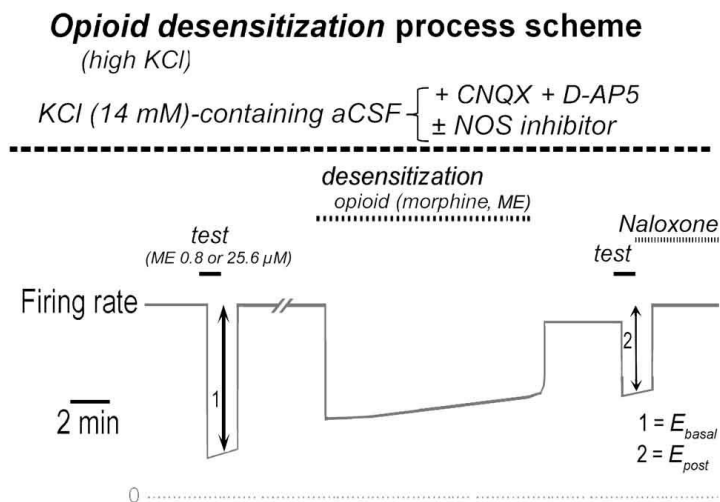 Opioid desensitization process scheme
(high KCl)
KCl (14 mM)-containing aCSF
+ CNQX + D-AP5
± NOS inhibitor
desensitization
opioid (morphine, ME)
test
(ME 0.8 or 25.6 µM)
Naloxone
test
Firing rate
1
2
2 min
1 = Ebasal
2 = Epost
0